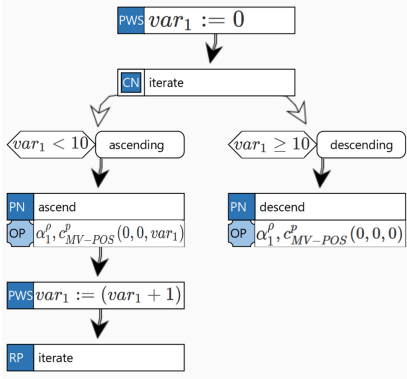 PWS var₁ := 0
CN iterate
var₁ < 10 ascending
var₁ ≥ 10 descending
PN ascend
OP α₁^ρ, c^p_{MV−POS}(0, 0, var₁)
PN descend
OP α₁^ρ, c^p_{MV−POS}(0, 0, 0)
PWS var₁ := (var₁ + 1)
RP iterate